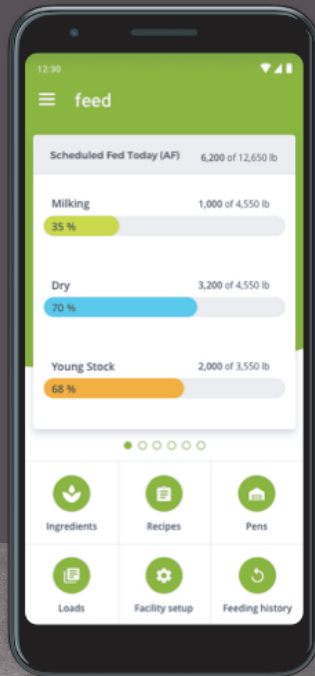 12:30
feed
Scheduled Fed Today (AF) 6,200 of 12,650 lb
Milking 1,000 of 4,550 lb
35 %
Dry 3,200 of 4,550 lb
70 %
Young Stock 2,000 of 3,550 lb
68 %
Ingredients Recipes Pens
Loads Facility setup Feeding history